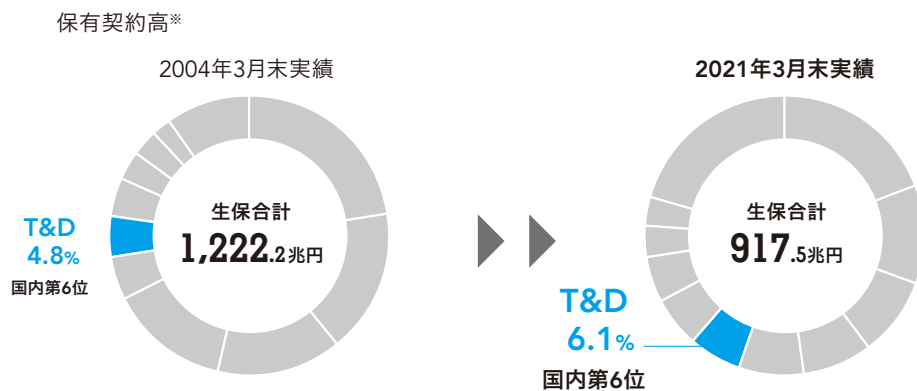 保有契約高※
2004年3月末実績
生保合計
1,222.2兆円
T&D
4.8%
国内第6位
2021年3月末実績
生保合計
917.5兆円
T&D
6.1%
国内第6位